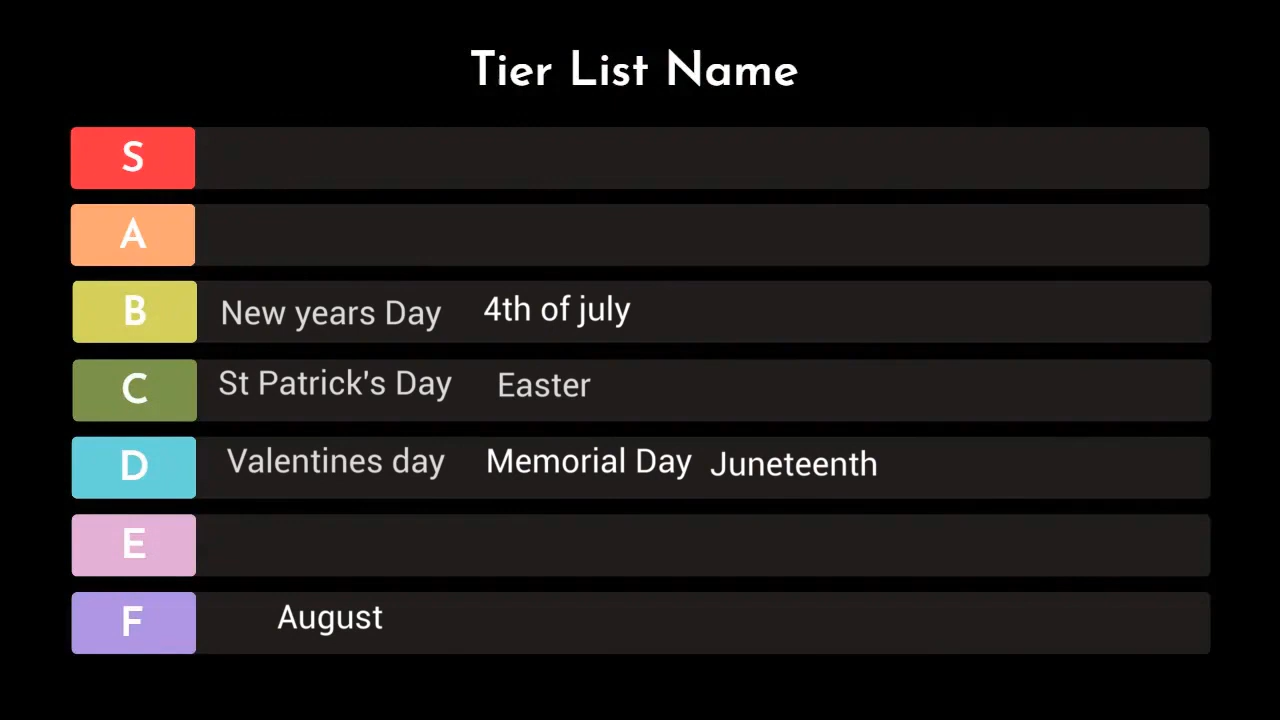 Tier List Name
S
A
B New years Day 4th of july
C St Patrick's Day Easter
D Valentines day Memorial Day Juneteenth
E
F August